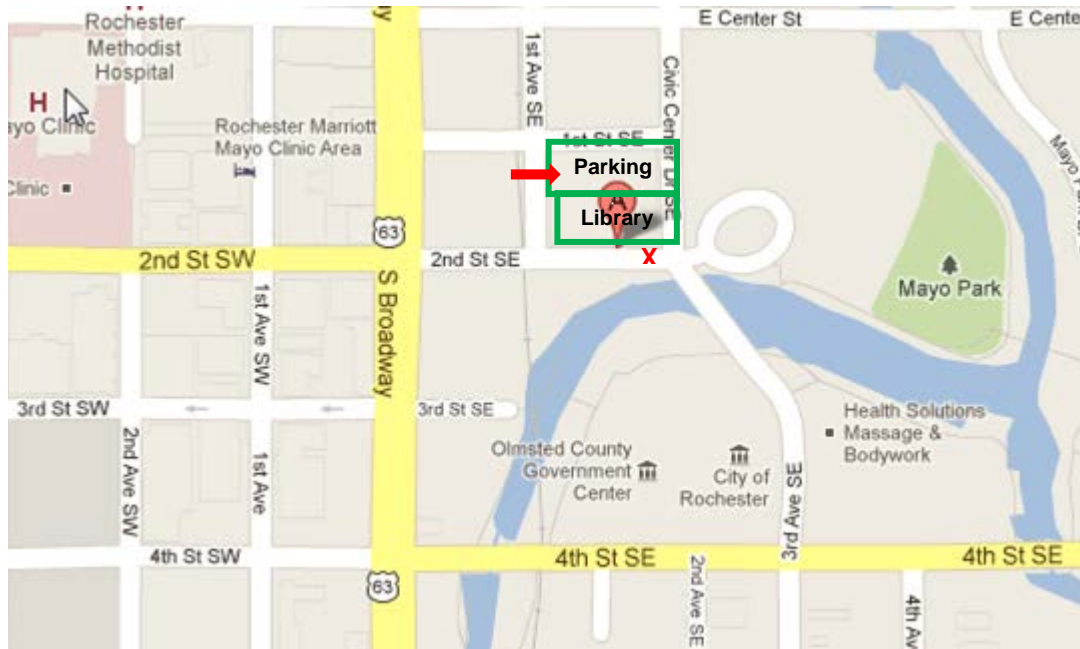 Rochester
Methodist
Hospital
E Center St
E Cente
1st Ave SE
Civic Center Dr SE
H
ayo Clinic
Rochester Marriott
Mayo Clinic Area
1st St SE
Parking
Clinic
A
Library
63
2nd St SW
2nd St SE
X
S Broadway
Mayo Park
1st Ave SW
3rd St SW
3rd St SE
Health Solutions
Massage &
Bodywork
Olmsted County
Government
Center
City of
Rochester
2nd Ave SW
1st Ave
3rd Ave SE
4th St SW
4th St SE
4th St SE
63
2nd Ave SE
4th Av